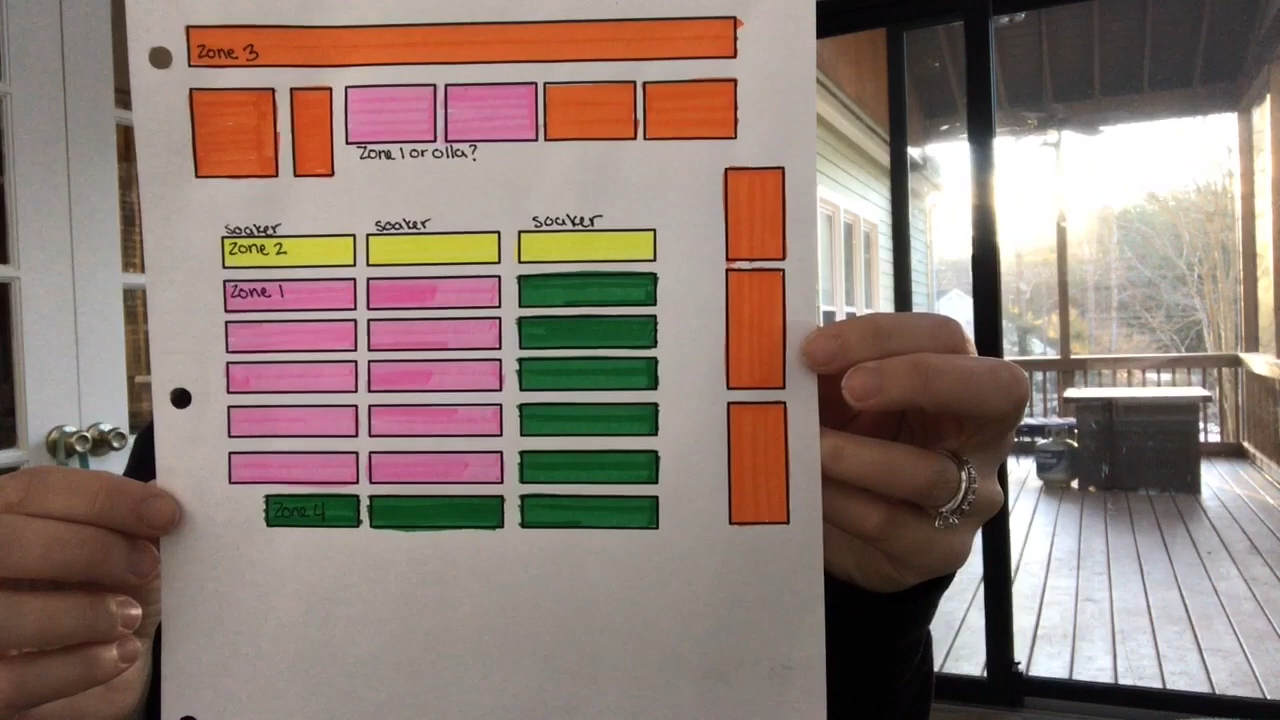 Zone 3
Zone 1 or olla?
soaker soaker soaker
Zone 2
Zone 1
Zone 4